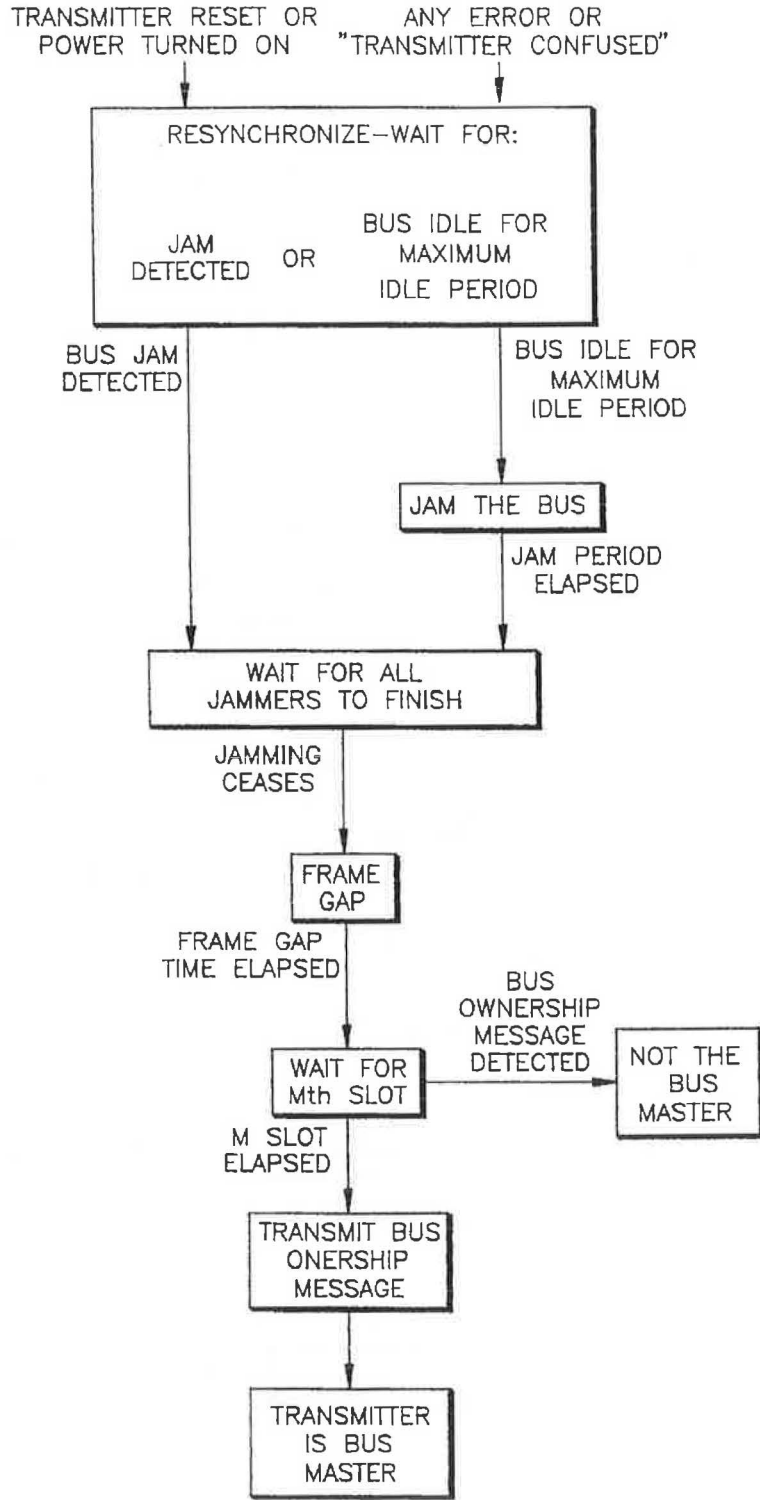 TRANSMITTER RESET OR
POWER TURNED ON
ANY ERROR OR
"TRANSMITTER CONFUSED"
RESYNCHRONIZE-WAIT FOR:
JAM
DETECTED
OR
BUS IDLE FOR
MAXIMUM
IDLE PERIOD
BUS JAM
DETECTED
BUS IDLE FOR
MAXIMUM
IDLE PERIOD
JAM THE BUS
JAM PERIOD
ELAPSED
WAIT FOR ALL
JAMMERS TO FINISH
JAMMING
CEASES
FRAME
GAP
FRAME GAP
TIME ELAPSED
BUS
OWNERSHIP
MESSAGE
DETECTED
WAIT FOR
Mth SLOT
NOT THE
BUS
MASTER
M SLOT
ELAPSED
TRANSMIT BUS
ONERSHIP
MESSAGE
TRANSMITTER
IS BUS
MASTER